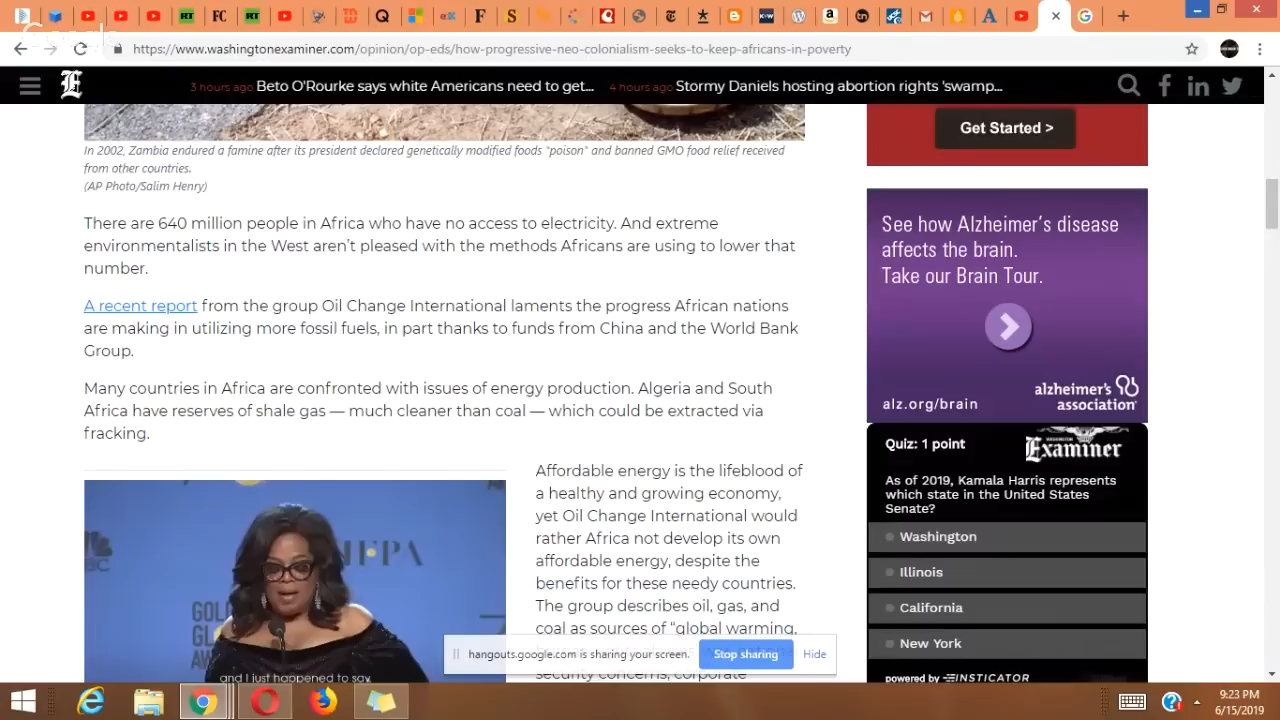 https://www.washingtonexaminer.com/opinion/op-eds/how-progressive-neo-colonialism-seeks-to-keep-africans-in-poverty
3 hours ago Beto O'Rourke says white Americans need to get... 4 hours ago Stormy Daniels hosting abortion rights 'swamp...
In 2002, Zambia endured a famine after its president declared genetically modified foods "poison" and banned GMO food relief received
from other countries.
(AP Photo/Salim Henry)
There are 640 million people in Africa who have no access to electricity. And extreme
environmentalists in the West aren't pleased with the methods Africans are using to lower that
number.
A recent report from the group Oil Change International laments the progress African nations
are making in utilizing more fossil fuels, in part thanks to funds from China and the World Bank
Group.
Many countries in Africa are confronted with issues of energy production. Algeria and South
Africa have reserves of shale gas — much cleaner than coal — which could be extracted via
fracking.
Affordable energy is the lifeblood of
a healthy and growing economy,
yet Oil Change International would
rather Africa not develop its own
affordable energy, despite the
benefits for these needy countries.
The group describes oil, gas, and
coal as sources of "global warming,
security concerns, corporate
GOLD
and I just happened to say
hangouts.google.com is sharing your screen.
Stop sharing
Hide
Get Started >
See how Alzheimer's disease
affects the brain.
Take our Brain Tour.
alz.org/brain
alzheimer's
association®
Quiz: 1 point
Washington
Examiner
As of 2019, Kamala Harris represents
which state in the United States
Senate?
Washington
Illinois
California
New York
powered by INSTICATOR
9:23 PM
6/15/2019